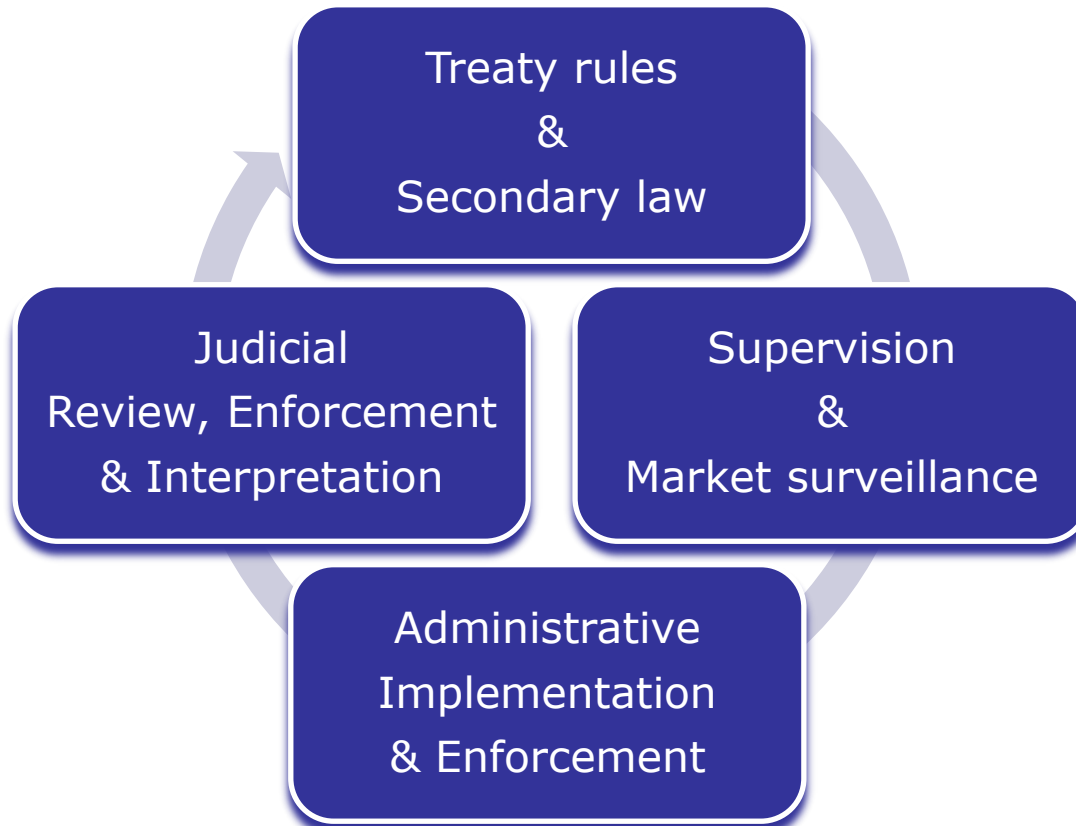 Treaty rules
&
Secondary law
Judicial
Review, Enforcement
& Interpretation
Supervision
&
Market surveillance
Administrative
Implementation
& Enforcement